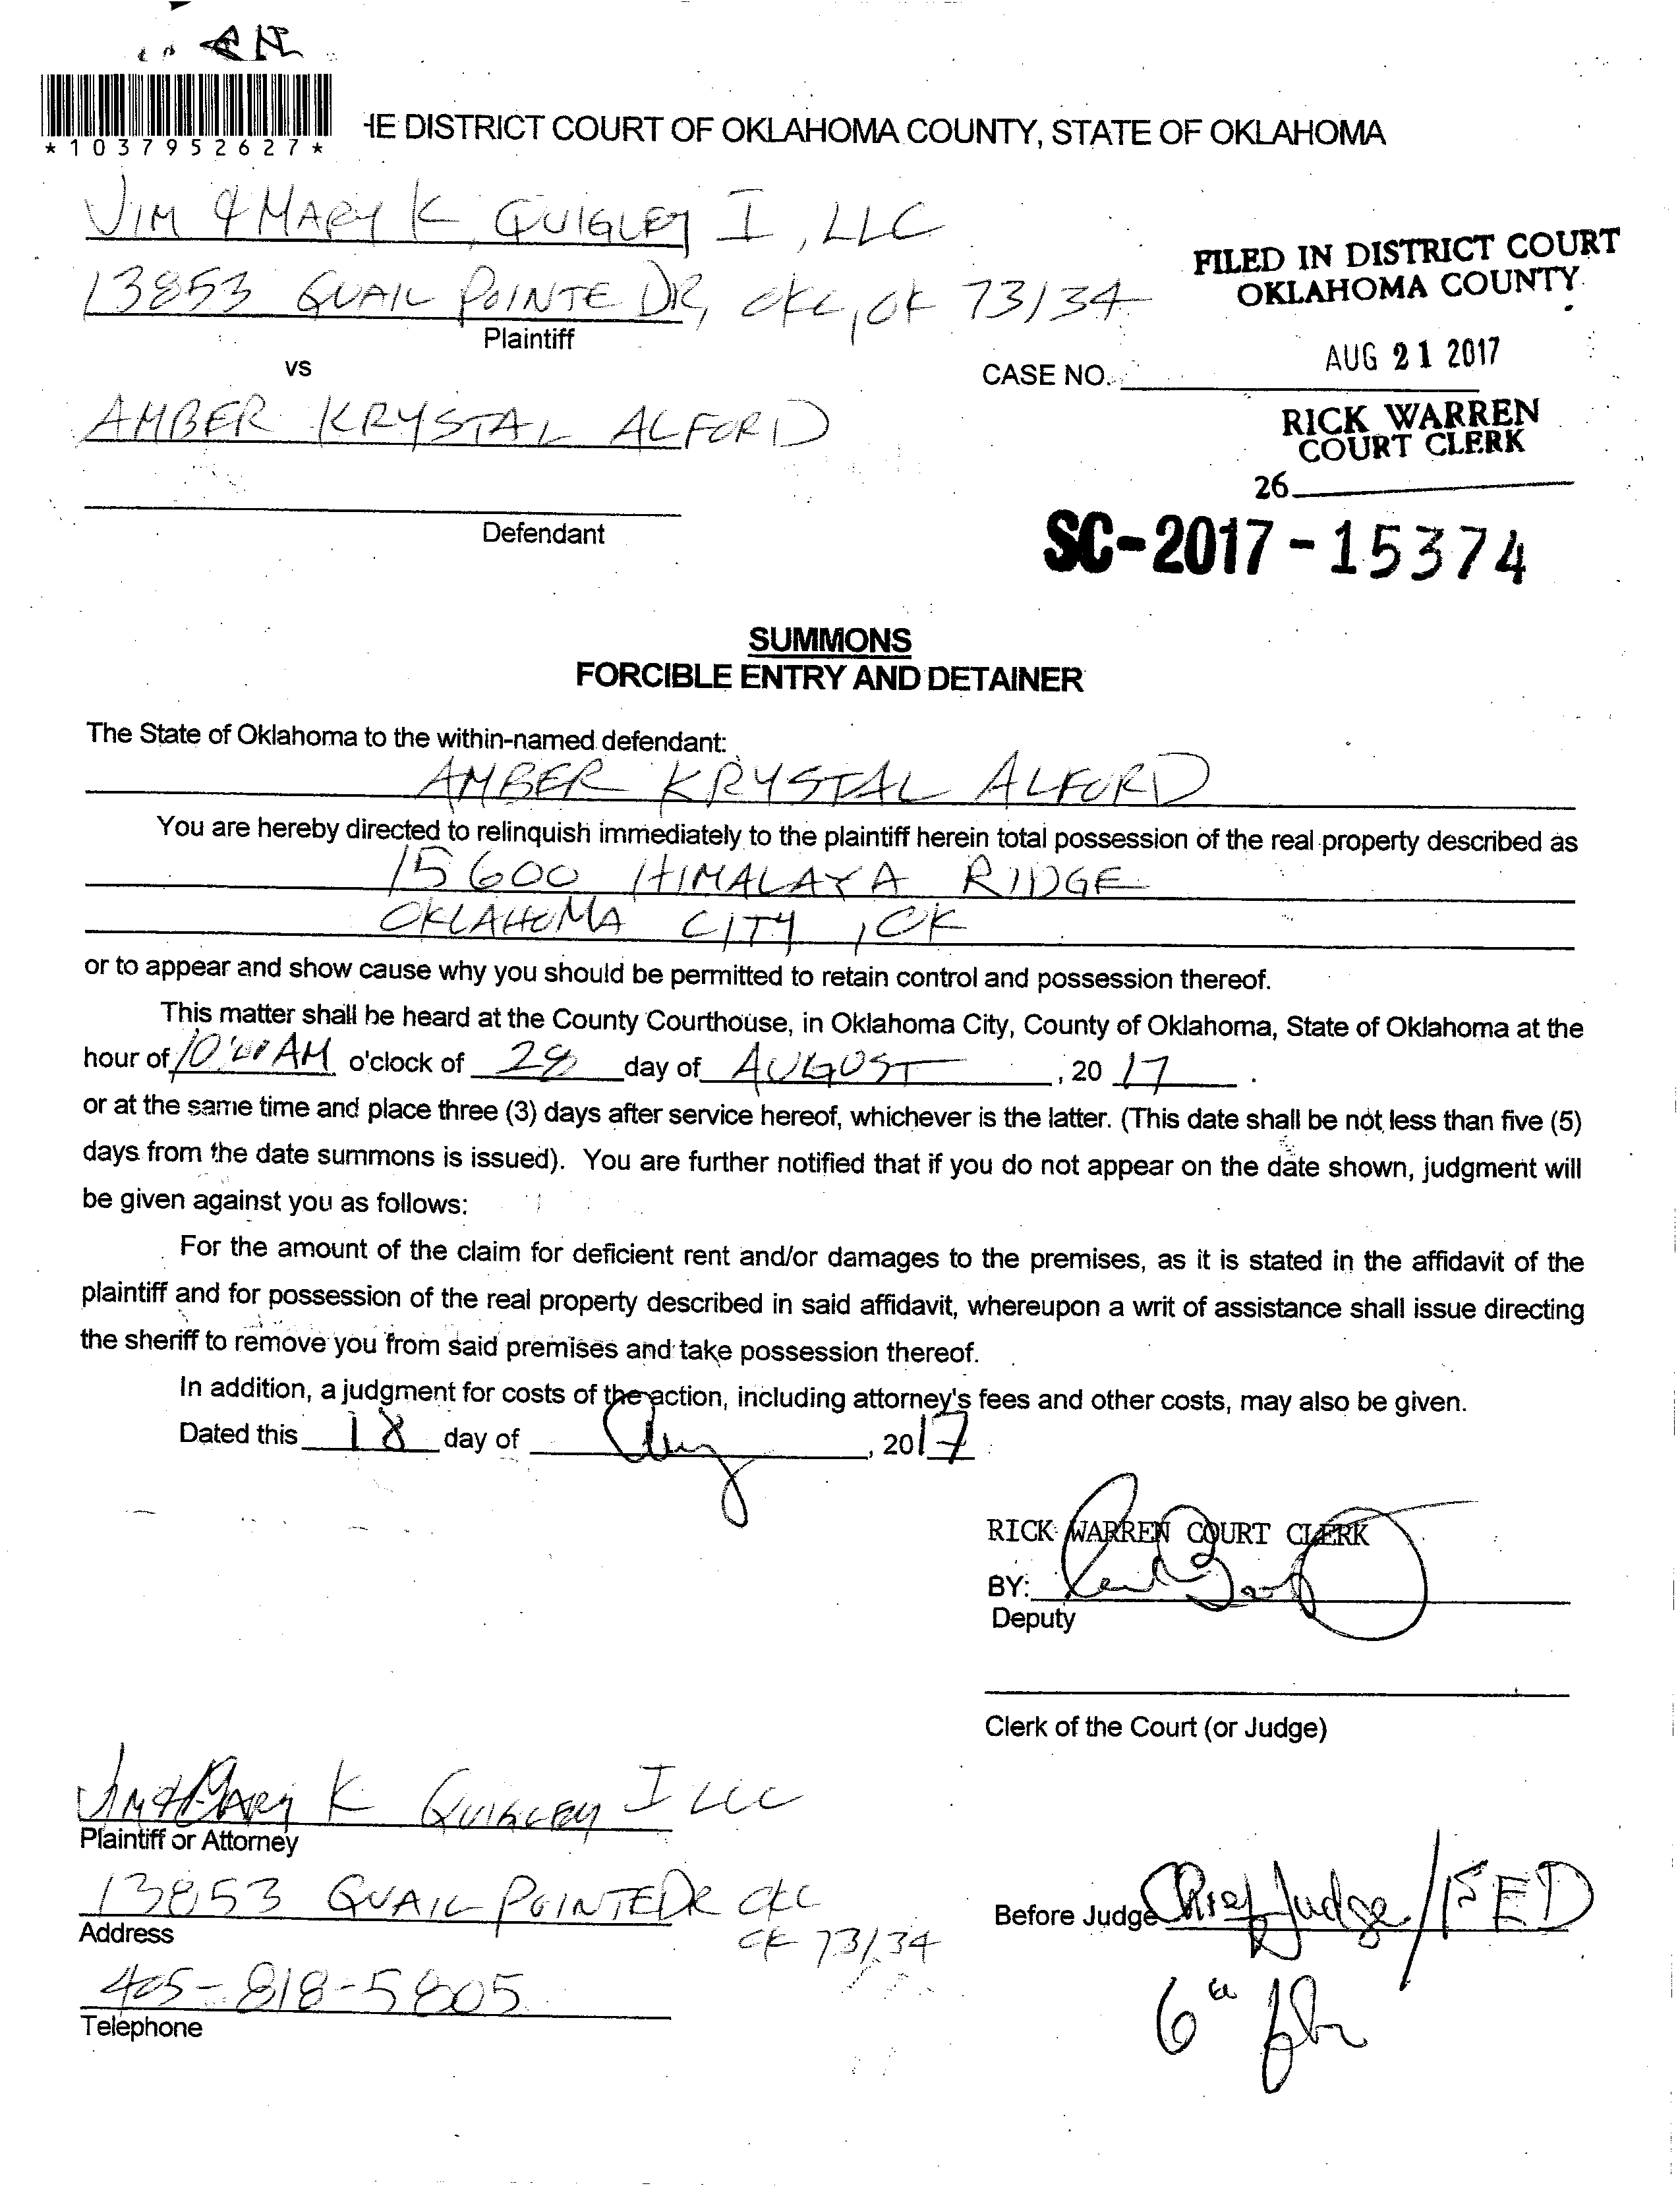 *1037952627*
HE DISTRICT COURT OF OKLAHOMA COUNTY, STATE OF OKLAHOMA
JIM & MARY K QUIGLEY I, LLC
13853 QUAIL POINTE DR, OKC, OK 73134
Plaintiff
vs
AMBER KRYSTAL ALFORD
Defendant
FILED IN DISTRICT COURT
OKLAHOMA COUNTY
AUG 21 2017
CASE NO.
RICK WARREN
COURT CLERK
26
SC-2017-15374
SUMMONS
FORCIBLE ENTRY AND DETAINER
The State of Oklahoma to the within-named defendant:
AMBER KRYSTAL ALFORD
You are hereby directed to relinquish immediately to the plaintiff herein total possession of the real property described as
15600 HIMALAYA RIDGE
OKLAHOMA CITY, OK
or to appear and show cause why you should be permitted to retain control and possession thereof.
This matter shall be heard at the County Courthouse, in Oklahoma City, County of Oklahoma, State of Oklahoma at the
hour of 10:00 AM o'clock of 28 day of AUGUST, 2017.
or at the same time and place three (3) days after service hereof, whichever is the latter. (This date shall be not less than five (5)
days from the date summons is issued). You are further notified that if you do not appear on the date shown, judgment will
be given against you as follows:
For the amount of the claim for deficient rent and/or damages to the premises, as it is stated in the affidavit of the
plaintiff and for possession of the real property described in said affidavit, whereupon a writ of assistance shall issue directing
the sheriff to remove you from said premises and take possession thereof.
In addition, a judgment for costs of the action, including attorney's fees and other costs, may also be given.
Dated this 18 day of Aug, 2017
RICK WARREN COURT CLERK
BY:
Deputy
Clerk of the Court (or Judge)
JIM & MARY K QUIGLEY I LLC
Plaintiff or Attorney
13853 QUAIL POINTE DR OKC
OK 73134
Address
405-818-5805
Telephone
Before Judge Chief Judge/FED
6th flr